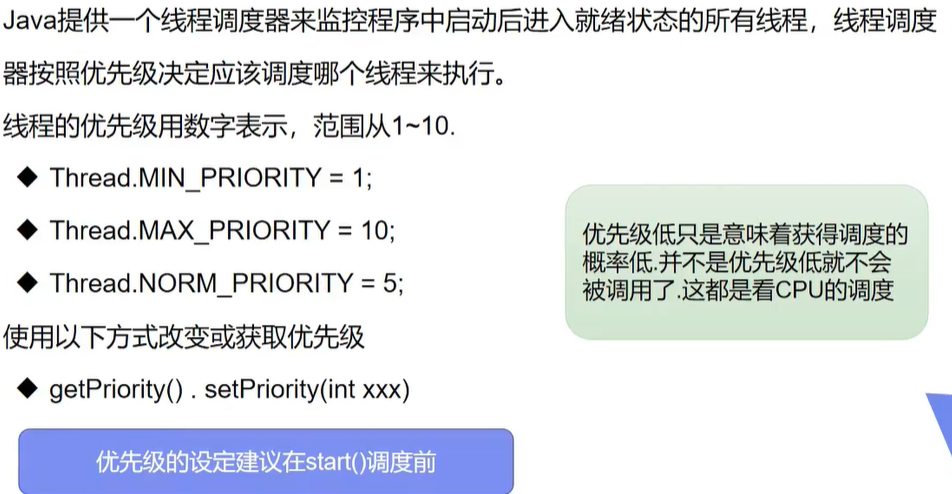 Java提供一个线程调度器来监控程序中启动后进入就绪状态的所有线程，线程调度
器按照优先级决定应该调度哪个线程来执行。
线程的优先级用数字表示，范围从1~10.
◆ Thread.MIN_PRIORITY = 1;
◆ Thread.MAX_PRIORITY = 10;
◆ Thread.NORM_PRIORITY = 5;
使用以下方式改变或获取优先级
◆ getPriority() . setPriority(int xxx)
优先级低只是意味着获得调度的
概率低.并不是优先级低就不会
被调用了.这都是看CPU的调度
优先级的设定建议在start()调度前